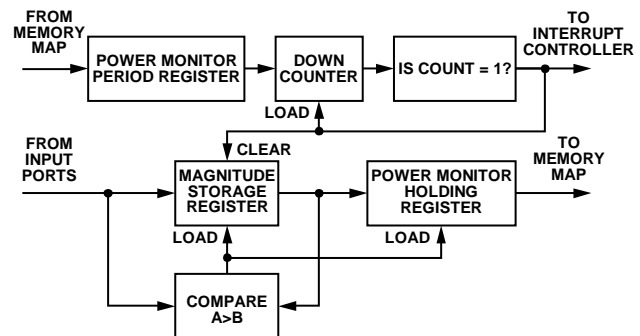 FROM
MEMORY
MAP
POWER MONITOR
PERIOD REGISTER
DOWN
COUNTER
IS COUNT = 1?
TO
INTERRUPT
CONTROLLER
LOAD
FROM
INPUT
PORTS
CLEAR
MAGNITUDE
STORAGE
REGISTER
POWER MONITOR
HOLDING
REGISTER
TO
MEMORY
MAP
LOAD
LOAD
COMPARE
A>B